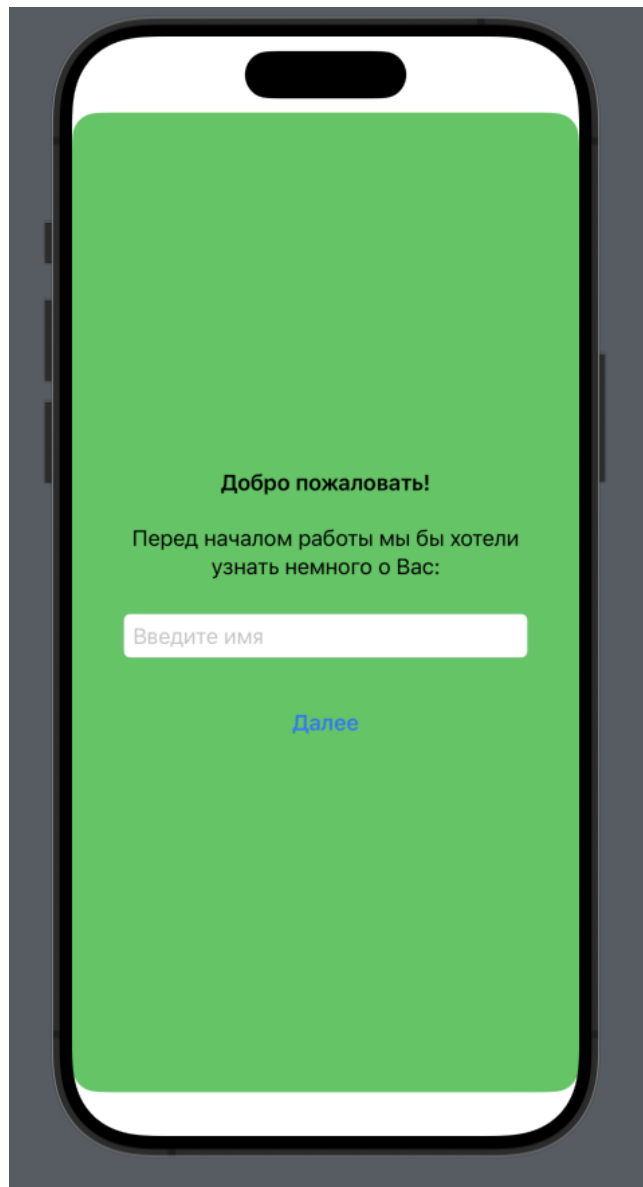 Добро пожаловать!
Перед началом работы мы бы хотели
узнать немного о Вас:
Введите имя
Далее